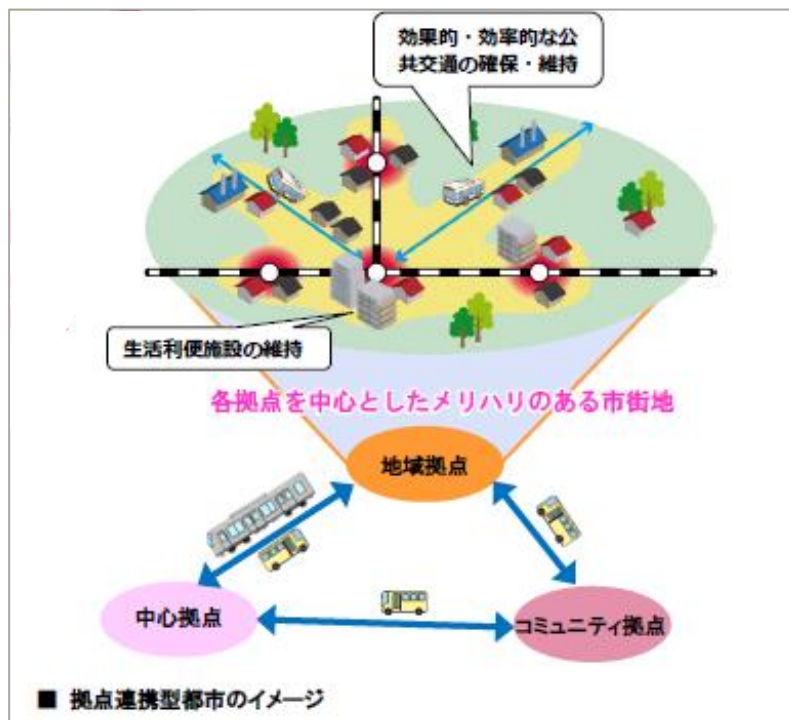 効果的・効率的な公
共交通の確保・維持
生活利便施設の維持
各拠点を中心としたメリハリのある市街地
地域拠点
中心拠点
コミュニティ拠点
■ 拠点連携型都市のイメージ